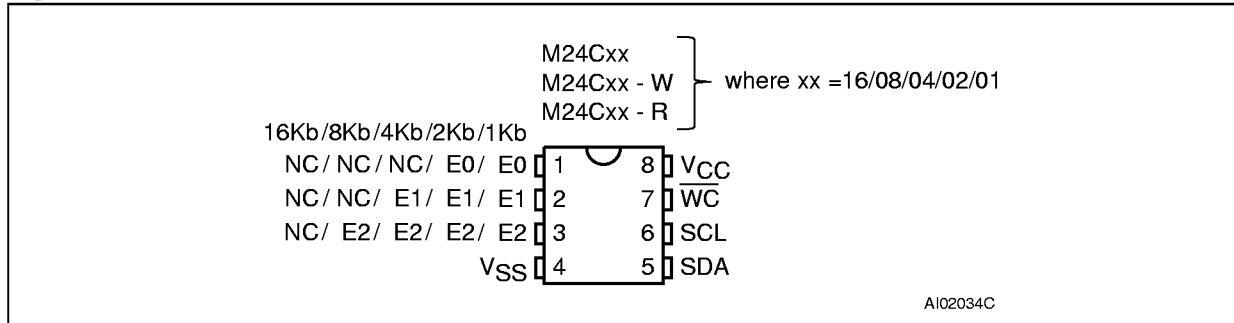 M24Cxx
M24Cxx - W
M24Cxx - R
where xx =16/08/04/02/01
16Kb/8Kb/4Kb/2Kb/1Kb
NC/ NC/ NC/ E0/ E0 1 8 VCC
NC/ NC/ E1/ E1/ E1 2 7 W̅C̅
NC/ E2/ E2/ E2/ E2 3 6 SCL
VSS 4 5 SDA
AI02034C